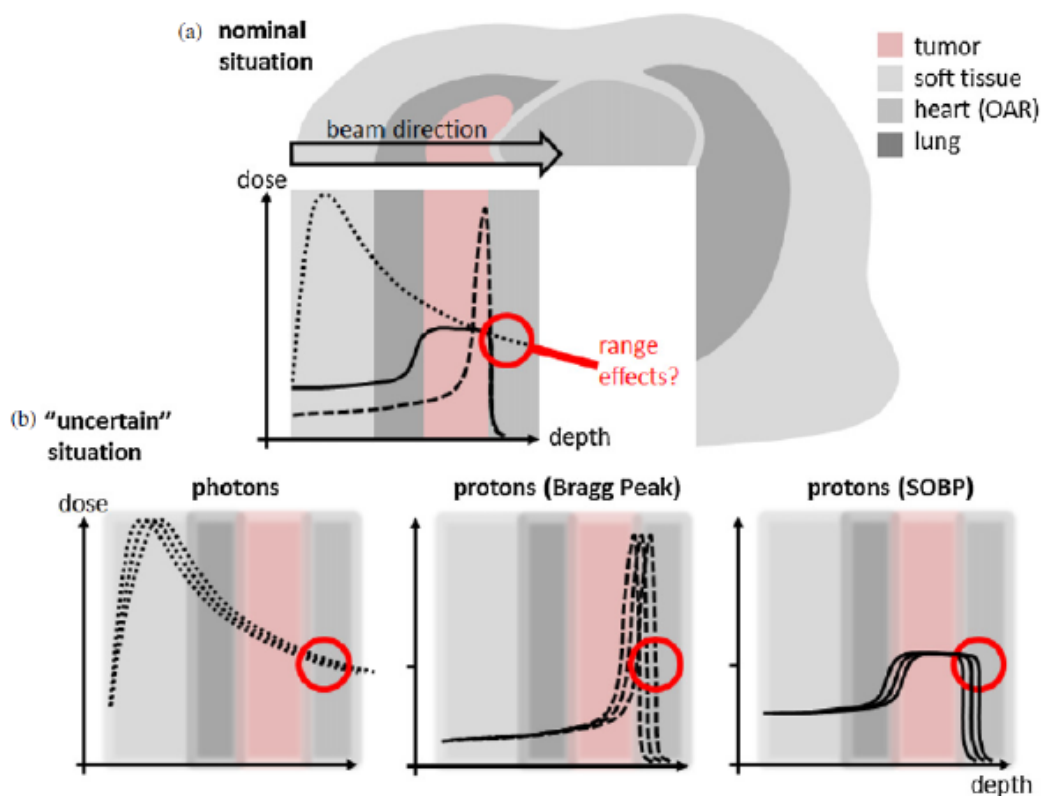 (a) nominal
situation
tumor
soft tissue
heart (OAR)
lung
beam direction
dose
range
effects?
depth
(b) “uncertain”
situation
photons
protons (Bragg Peak)
protons (SOBP)
dose
depth